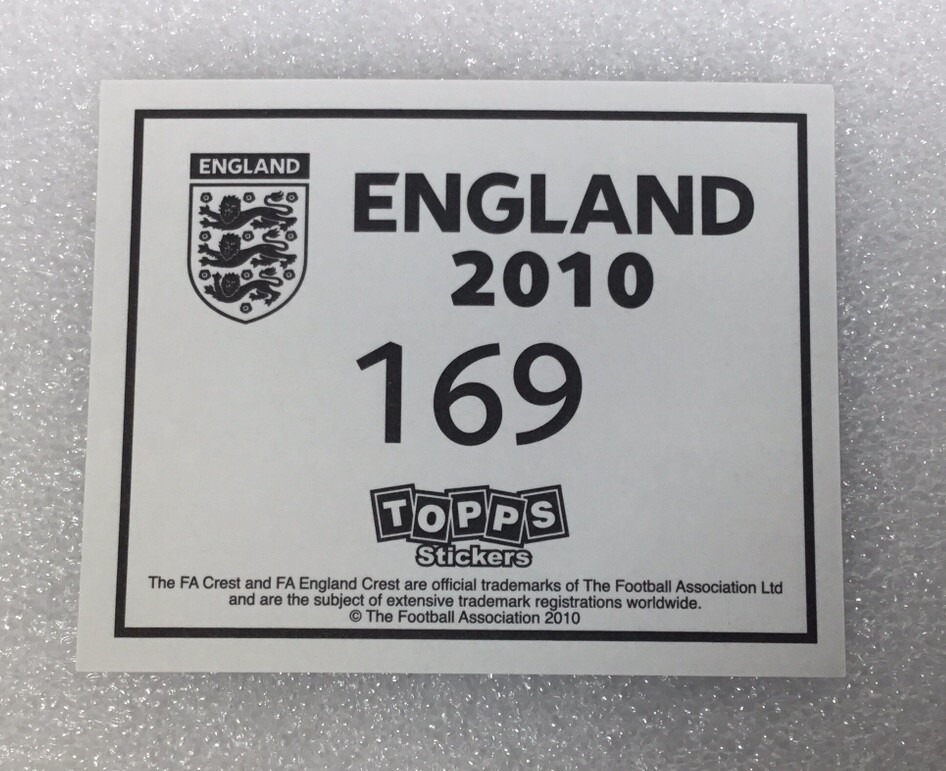 ENGLAND
ENGLAND
2010
169
TOPPS
Stickers
The FA Crest and FA England Crest are official trademarks of The Football Association Ltd
and are the subject of extensive trademark registrations worldwide.
© The Football Association 2010